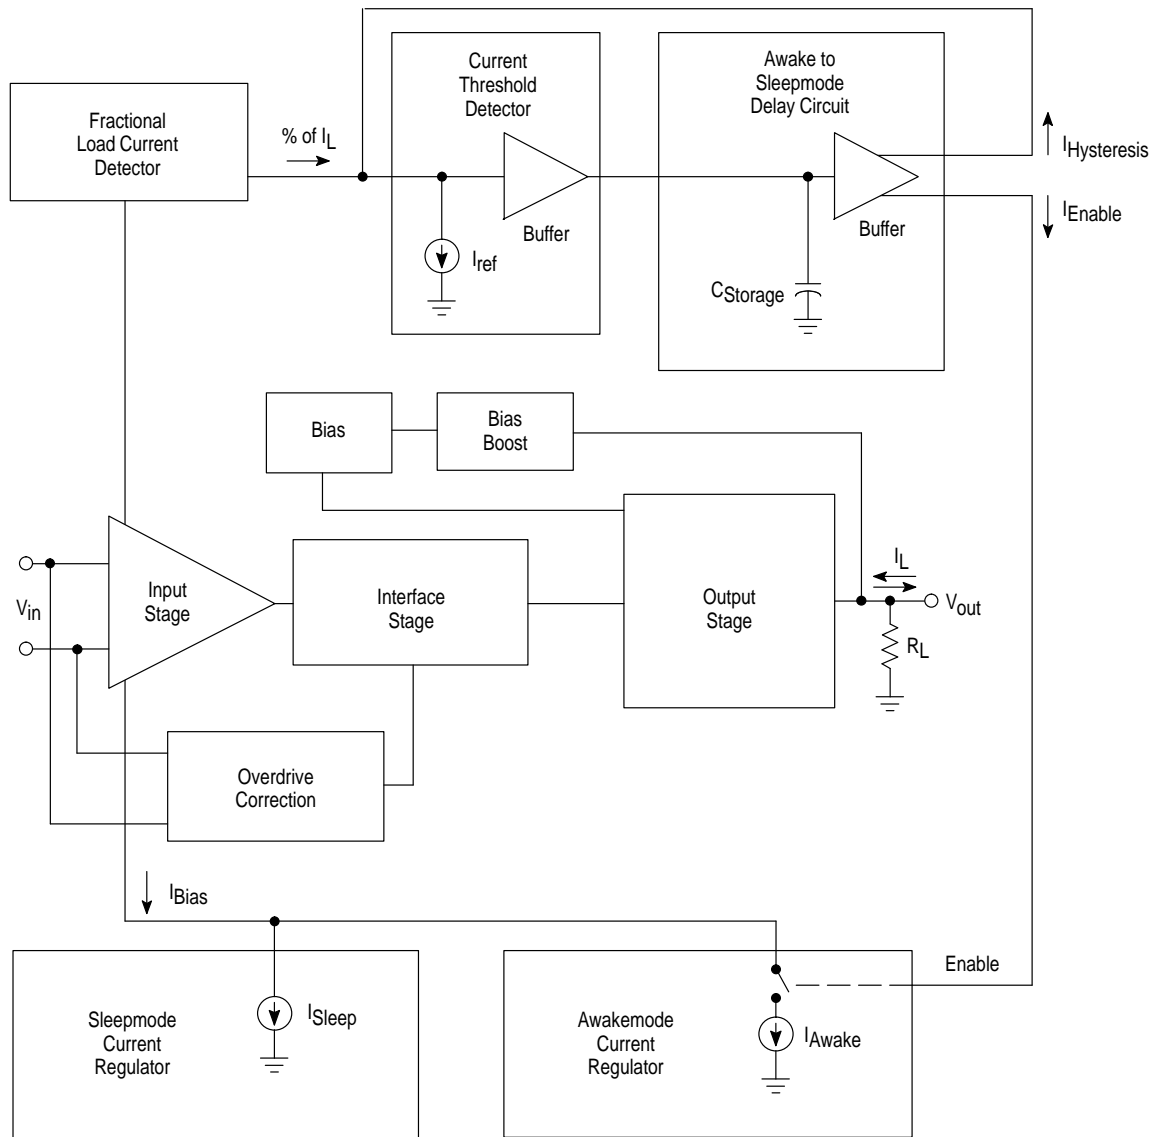 Fractional
Load Current
Detector
% of IL
Current
Threshold
Detector
Buffer
Iref
Awake to
Sleepmode
Delay Circuit
Buffer
CStorage
IHysteresis
IEnable
Bias
Bias
Boost
Vin
Input
Stage
Interface
Stage
Output
Stage
IL
Vout
RL
Overdrive
Correction
IBias
Enable
Sleepmode
Current
Regulator
ISleep
Awakemode
Current
Regulator
IAwake